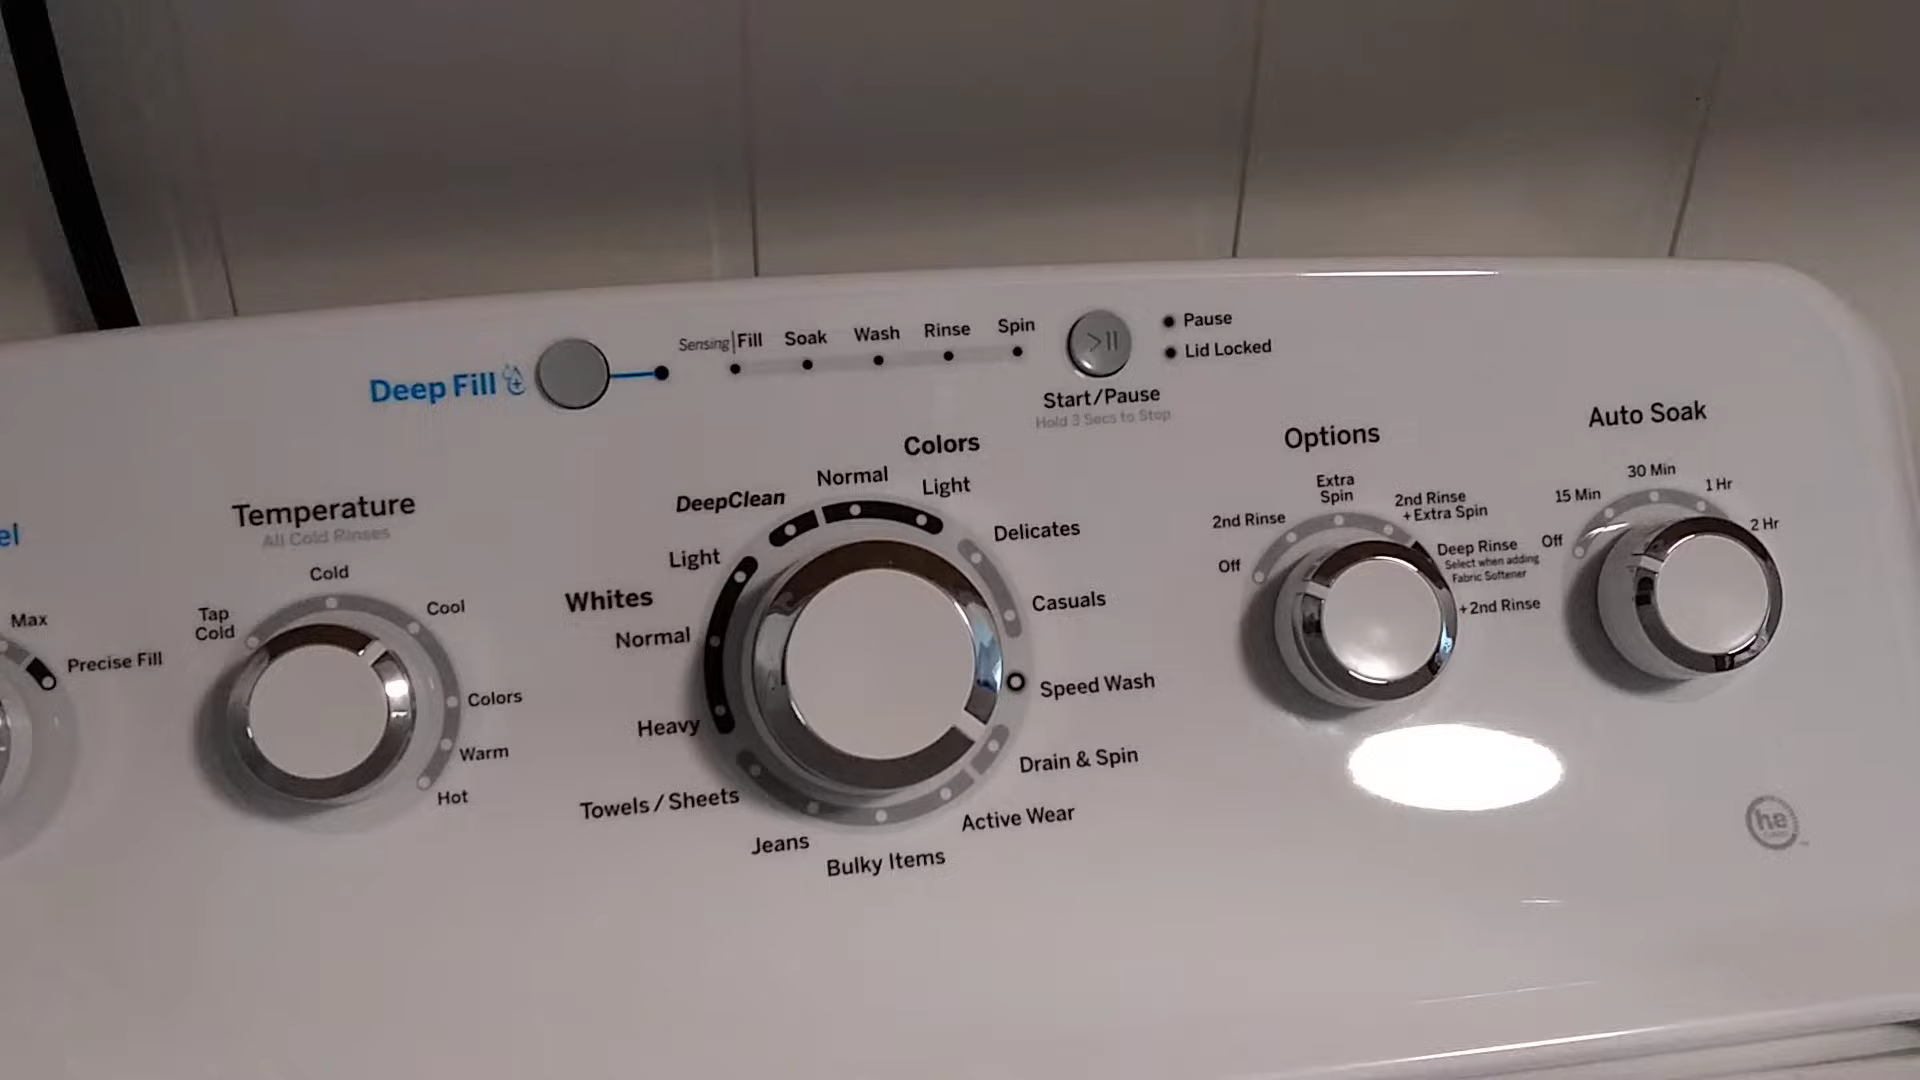 Deep Fill
Sensing|Fill
Soak
Wash
Rinse
Spin
>||
Start/Pause
Hold 3 Secs to Stop
Pause
Lid Locked
el
Max
Precise Fill
Temperature
All Cold Rinses
Tap
Cold
Cold
Cool
Colors
Warm
Hot
Colors
DeepClean
Normal
Light
Delicates
Casuals
Speed Wash
Drain & Spin
Active Wear
Bulky Items
Jeans
Towels / Sheets
Whites
Light
Normal
Heavy
Options
Off
2nd Rinse
Extra
Spin
2nd Rinse
+Extra Spin
Deep Rinse
Select when adding
Fabric Softener
+2nd Rinse
Auto Soak
Off
15 Min
30 Min
1 Hr
2 Hr
he